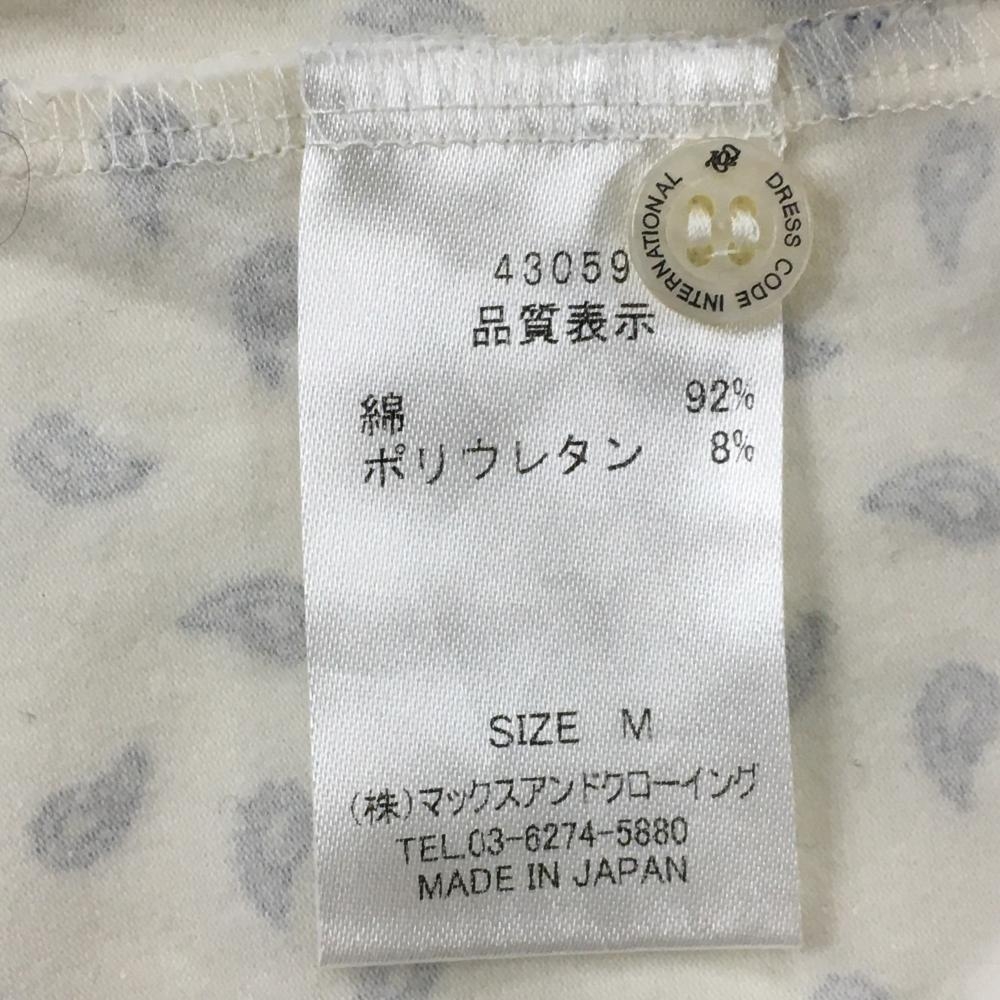 43059
品質表示
綿 92%
ポリウレタン 8%
SIZE M
(株)マックスアンドクローイング
TEL.03-6274-5880
MADE IN JAPAN
DRESS CODE INTERNATIONAL